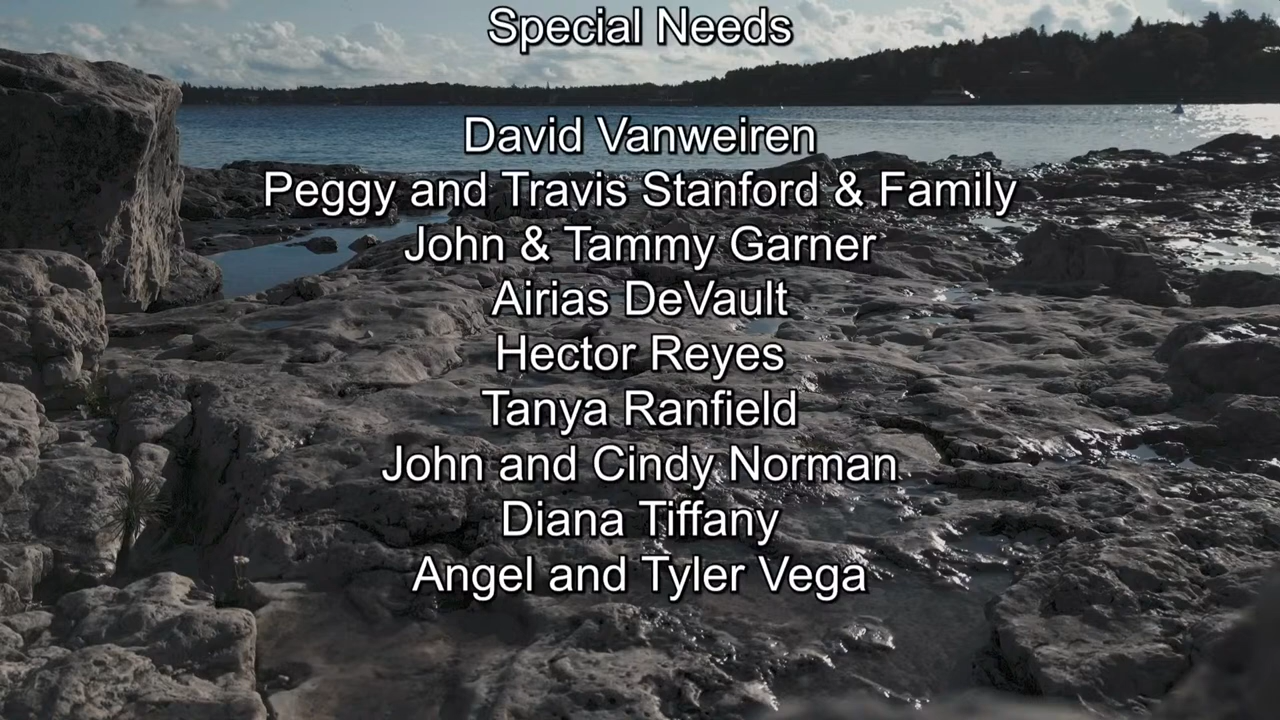 Special Needs
David Vanweiren
Peggy and Travis Stanford & Family
John & Tammy Garner
Airias DeVault
Hector Reyes
Tanya Ranfield
John and Cindy Norman
Diana Tiffany
Angel and Tyler Vega